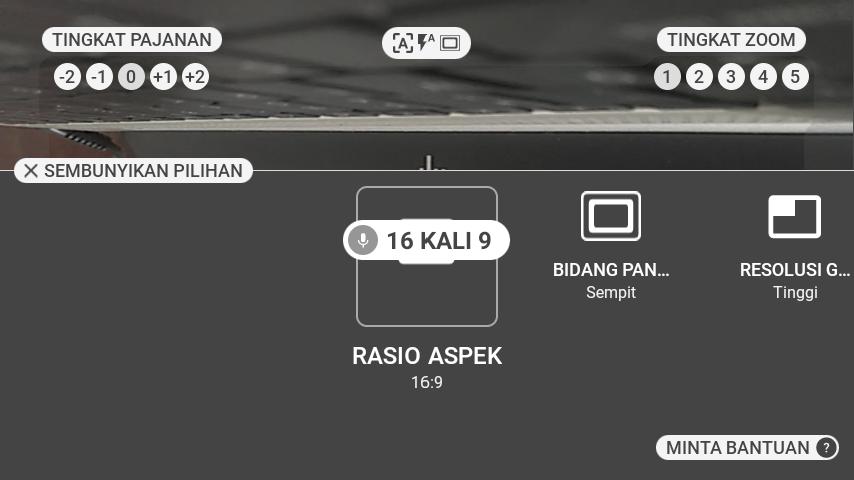 TINGKAT PAJANAN
-2 -1 0 +1 +2
A A
TINGKAT ZOOM
1 2 3 4 5
SEMBUNYIKAN PILIHAN
16 KALI 9
RASIO ASPEK
16:9
BIDANG PAN...
Sempit
RESOLUSI G...
Tinggi
MINTA BANTUAN ?